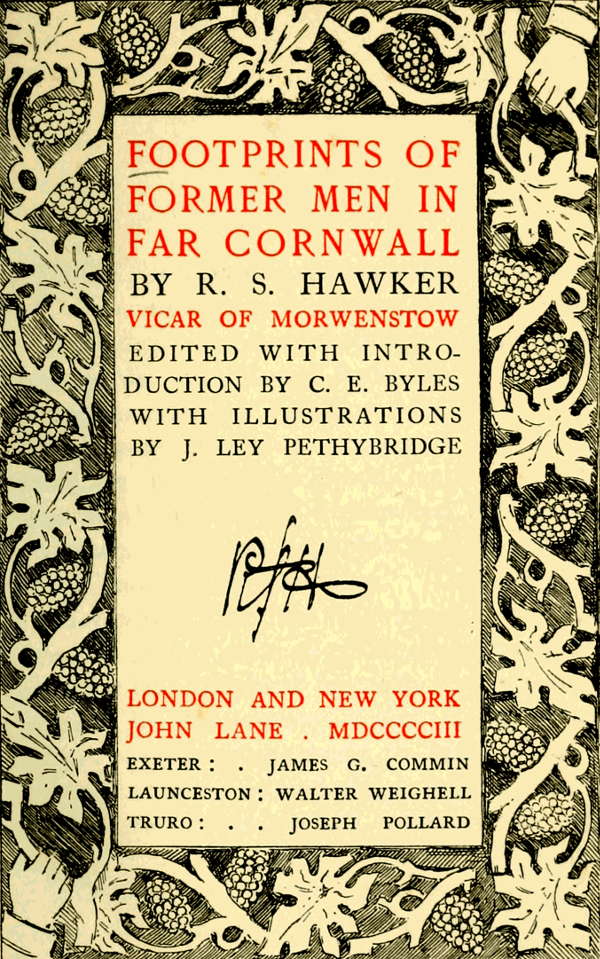 FOOTPRINTS OF
FORMER MEN IN
FAR CORNWALL
BY R. S. HAWKER
VICAR OF MORWENSTOW
EDITED WITH INTRO-
DUCTION BY C. E. BYLES
WITH ILLUSTRATIONS
BY J. LEY PETHYBRIDGE
RSH
LONDON AND NEW YORK
JOHN LANE . MDCCCCIII
EXETER : . JAMES G. COMMIN
LAUNCESTON : WALTER WEIGHELL
TRURO : . . JOSEPH POLLARD